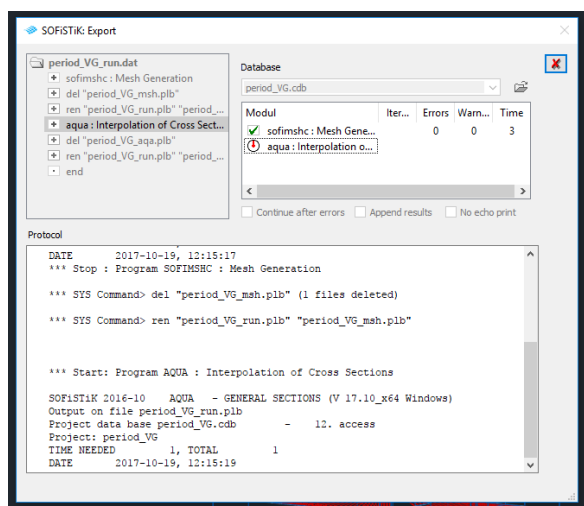 SOFiSTiK: Export
period_VG_run.dat
sofimshc : Mesh Generation
del "period_VG_msh.plb"
ren "period_VG_run.plb" "period_...
aqua : Interpolation of Cross Sect...
del "period_VG_aqa.plb"
ren "period_VG_run.plb" "period_...
end
Database
period_VG.cdb
Modul Iter... Errors Warn... Time
sofimshc : Mesh Gene... 0 0 3
aqua : Interpolation o...
Continue after errors Append results No echo print
Protocol
DATE 2017-10-19, 12:15:17
*** Stop : Program SOFIMSHC : Mesh Generation
*** SYS Command> del "period_VG_msh.plb" (1 files deleted)
*** SYS Command> ren "period_VG_run.plb" "period_VG_msh.plb"
*** Start: Program AQUA : Interpolation of Cross Sections
SOFiSTiK 2016-10 AQUA - GENERAL SECTIONS (V 17.10_x64 Windows)
Output on file period_VG_run.plb
Project data base period_VG.cdb - 12. access
Project: period_VG
TIME NEEDED 1, TOTAL 1
DATE 2017-10-19, 12:15:19